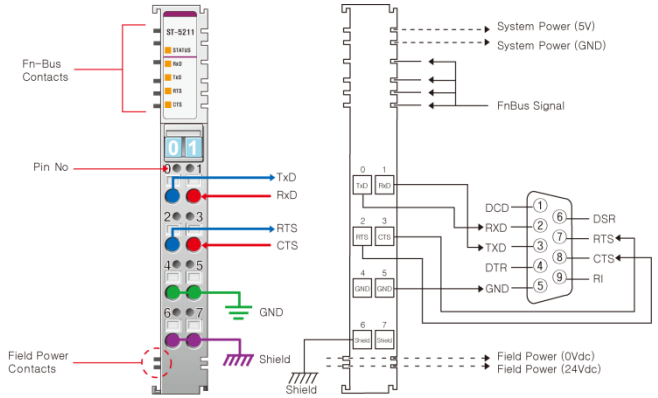 ST-5211
STATUS
RxD
TxD
RTS
CTS
Fn-Bus
Contacts
01
Pin No
0 1
TxD
RxD
2 3
RTS
CTS
4 5
GND
6 7
Shield
Field Power
Contacts
System Power (5V)
System Power (GND)
FnBus Signal
0 1
TxD RxD
2 3
RTS CTS
4 5
GND GND
6 7
Shield Shield
Shield
DCD 1
RXD 2
TXD 3
DTR 4
GND 5
6 DSR
7 RTS
8 CTS
9 RI
Field Power (0Vdc)
Field Power (24Vdc)